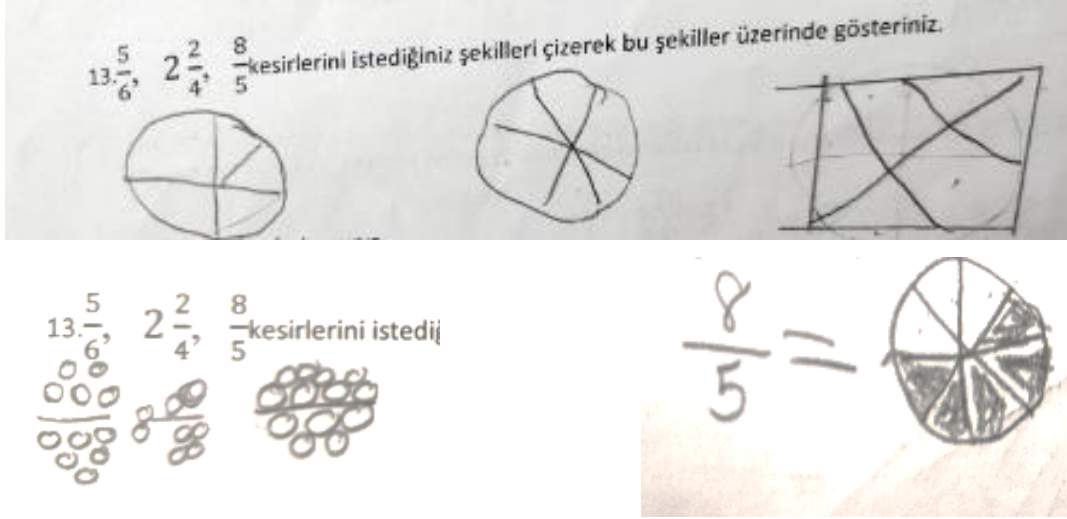 13. 5/6, 2 2/4, 8/5 kesirlerini istediğiniz şekilleri çizerek bu şekiller üzerinde gösteriniz.
13. 5/6, 2 2/4, 8/5 kesirlerini istediğ
8/5 =